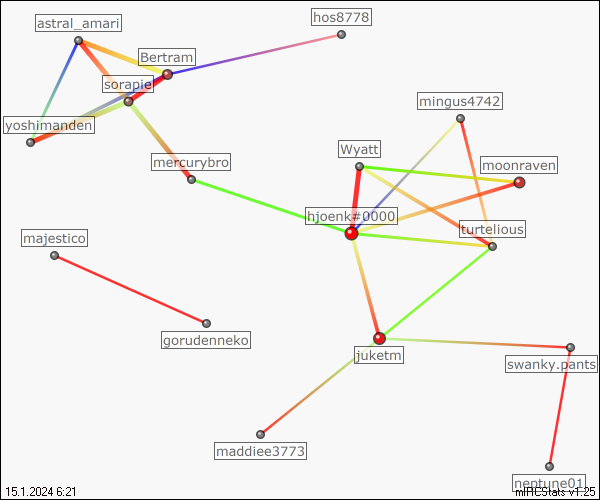 hos8778
astral_amari
Bertram
sorapie
mingus4742
yoshimanden
Wyatt
mercurybro
moonraven
hjoenk#0000
turtelious
majestico
gorudenneko
juketm
swanky.pants
maddiee3773
neptune01
15.1.2024 6:21
mIRCStats v1.25